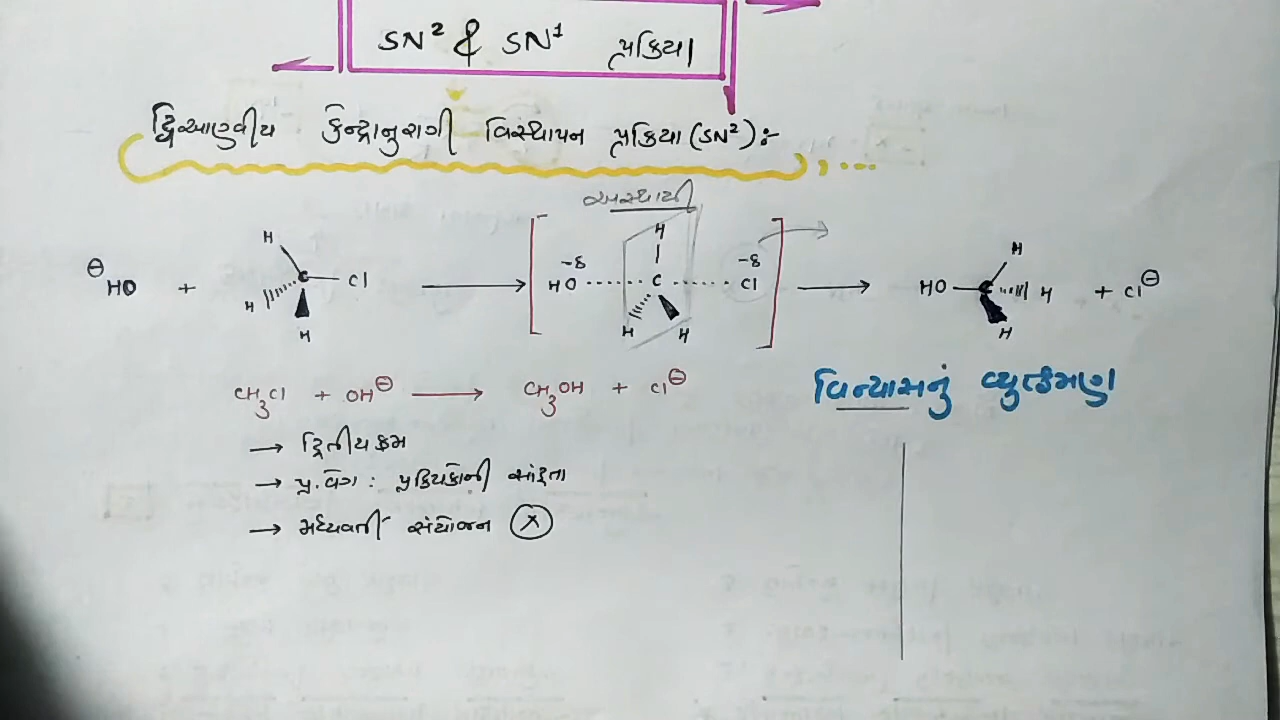 SN² & SN¹ પ્રક્રિયા
દ્વિઆણ્વીય કેન્દ્રાનુરાગી વિસ્થાપન પ્રક્રિયા (SN²) :-
અસ્થાયી
⊖HO + H H H C Cl → [HO -δ ...... C H H H ...... Cl -δ] → HO C H H H + Cl⊖
CH₃Cl + OH⊖ → CH₃OH + Cl⊖
વિન્યાસનું વ્યુત્ક્રમણ
→ દ્વિતીય ક્રમ
→ પ્ર. વેગ : પ્રક્રિયકોની સાંદ્રતા
→ મધ્યવર્તી સંયોજન ⓧ